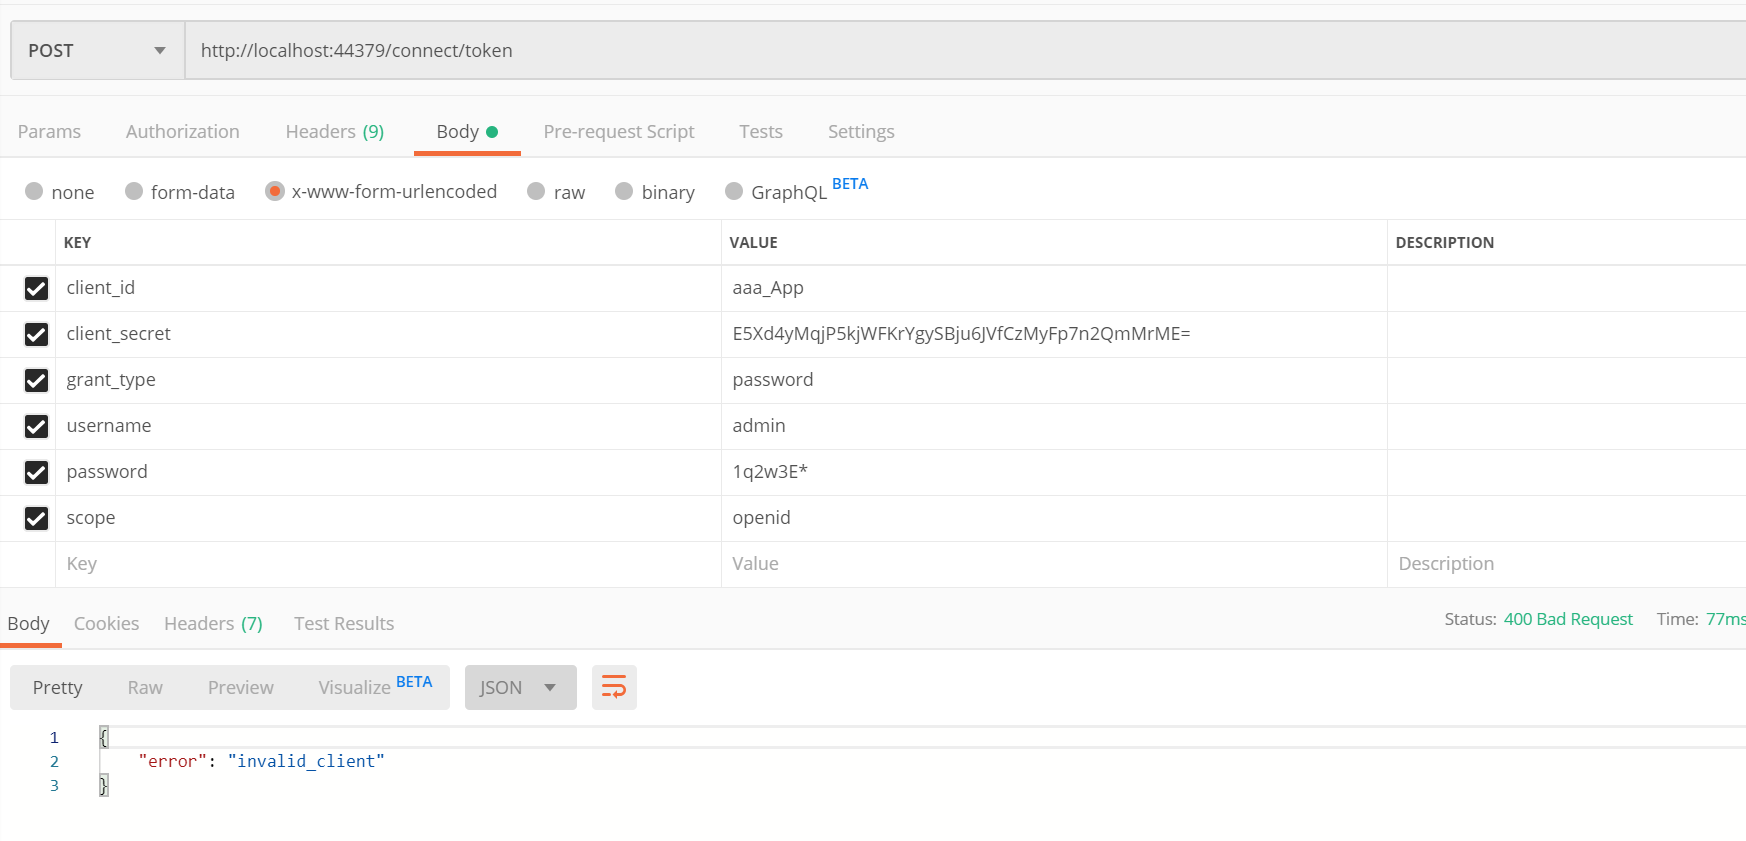 POST http://localhost:44379/connect/token
Params Authorization Headers (9) Body Pre-request Script Tests Settings
none form-data x-www-form-urlencoded raw binary GraphQL BETA
KEY VALUE DESCRIPTION
client_id aaa_App
client_secret E5Xd4yMqjP5kjWFKrYgySBju6JVfCzMyFp7n2QmMrME=
grant_type password
username admin
password 1q2w3E*
scope openid
Key Value Description
Body Cookies Headers (7) Test Results Status: 400 Bad Request Time: 77ms
Pretty Raw Preview Visualize BETA JSON
1 {
2 "error": "invalid_client"
3 }